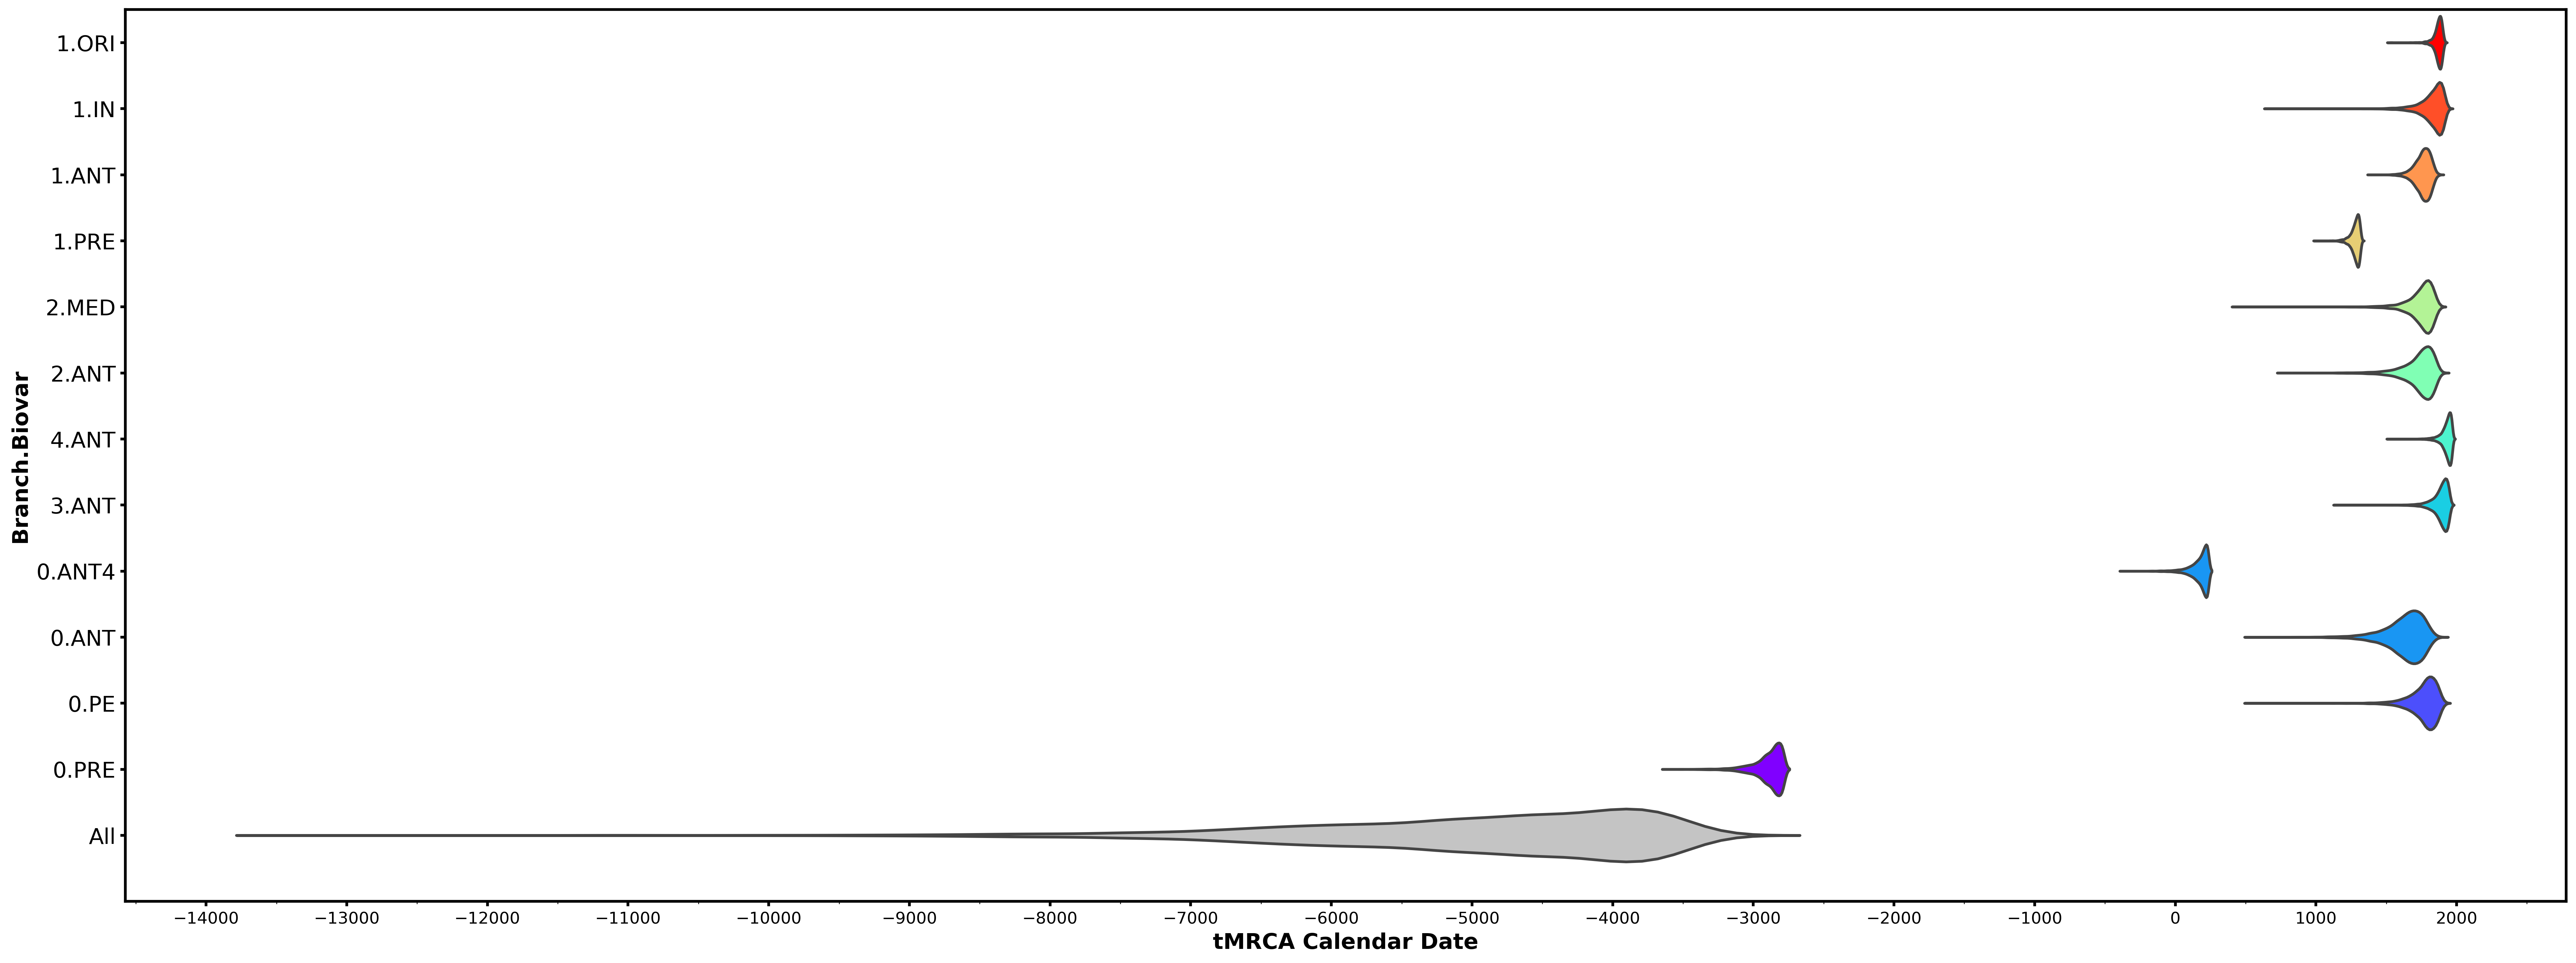 1.ORI
1.IN
1.ANT
1.PRE
2.MED
2.ANT
4.ANT
3.ANT
0.ANT4
0.ANT
0.PE
0.PRE
All
Branch.Biovar
−14000 −13000 −12000 −11000 −10000 −9000 −8000 −7000 −6000 −5000 −4000 −3000 −2000 −1000 0 1000 2000
tMRCA Calendar Date